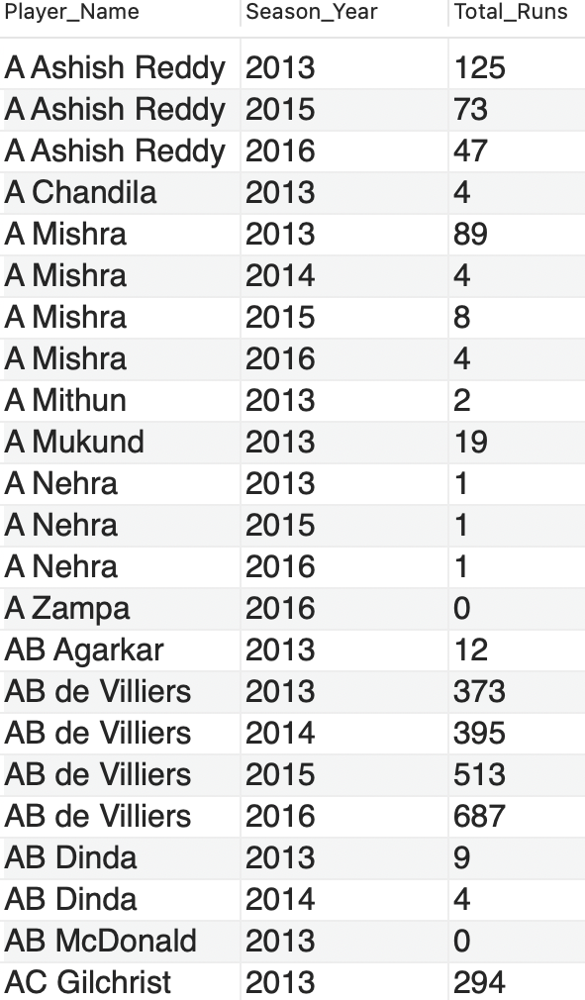 Player_Name Season_Year Total_Runs
A Ashish Reddy 2013 125
A Ashish Reddy 2015 73
A Ashish Reddy 2016 47
A Chandila 2013 4
A Mishra 2013 89
A Mishra 2014 4
A Mishra 2015 8
A Mishra 2016 4
A Mithun 2013 2
A Mukund 2013 19
A Nehra 2013 1
A Nehra 2015 1
A Nehra 2016 1
A Zampa 2016 0
AB Agarkar 2013 12
AB de Villiers 2013 373
AB de Villiers 2014 395
AB de Villiers 2015 513
AB de Villiers 2016 687
AB Dinda 2013 9
AB Dinda 2014 4
AB McDonald 2013 0
AC Gilchrist 2013 294